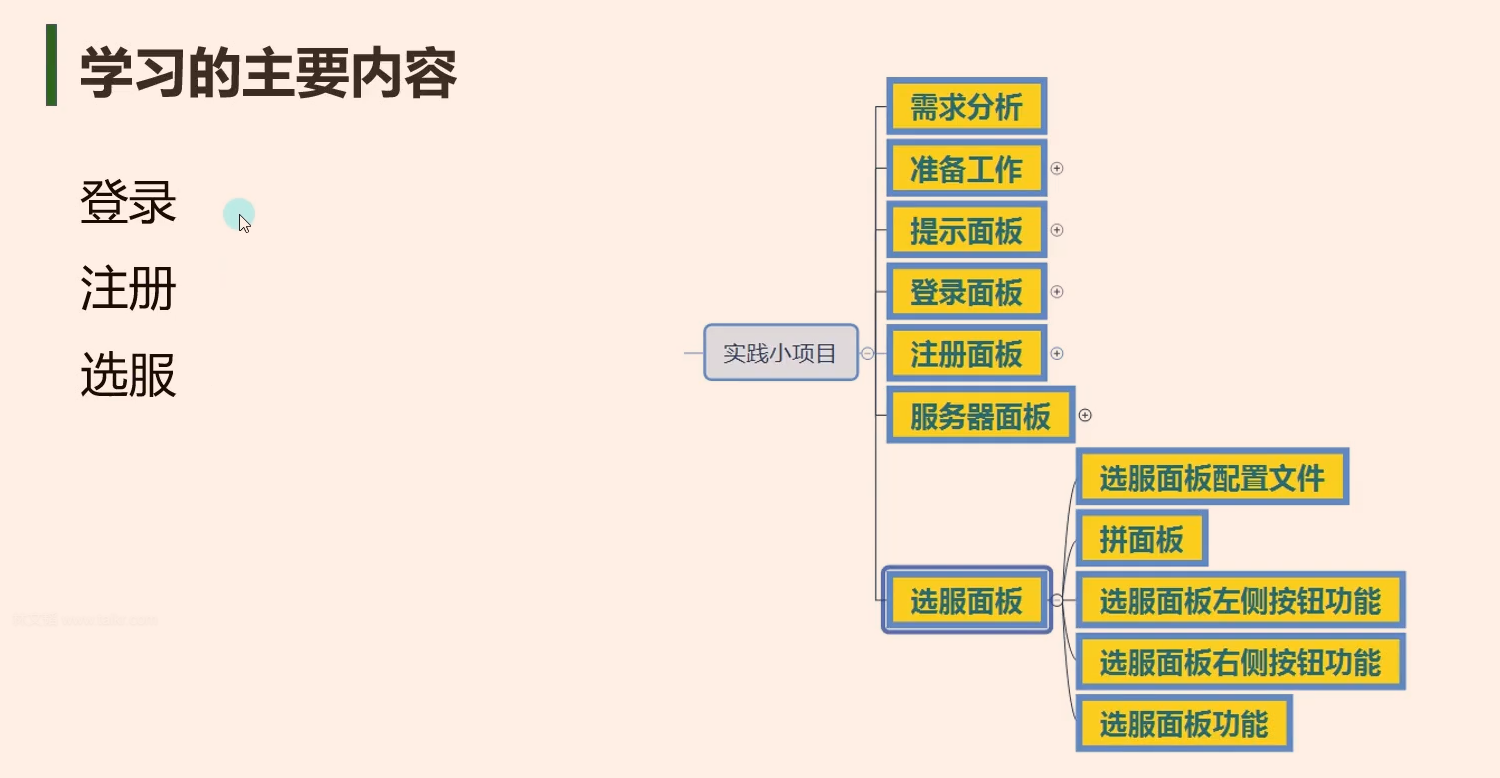 学习的主要内容
登录
注册
选服
实践小项目
需求分析
准备工作
提示面板
登录面板
注册面板
服务器面板
选服面板
选服面板配置文件
拼面板
选服面板左侧按钮功能
选服面板右侧按钮功能
选服面板功能